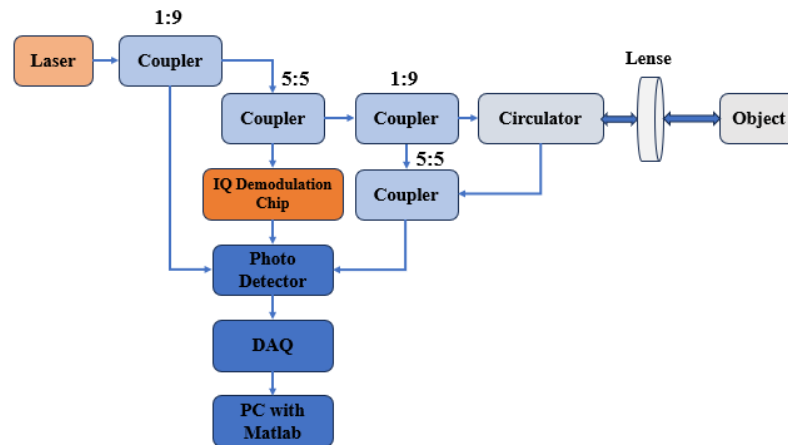 1:9
Laser
Coupler
5:5
1:9
Lense
Coupler
Coupler
Circulator
Object
5:5
IQ Demodulation
Chip
Coupler
Photo
Detector
DAQ
PC with
Matlab